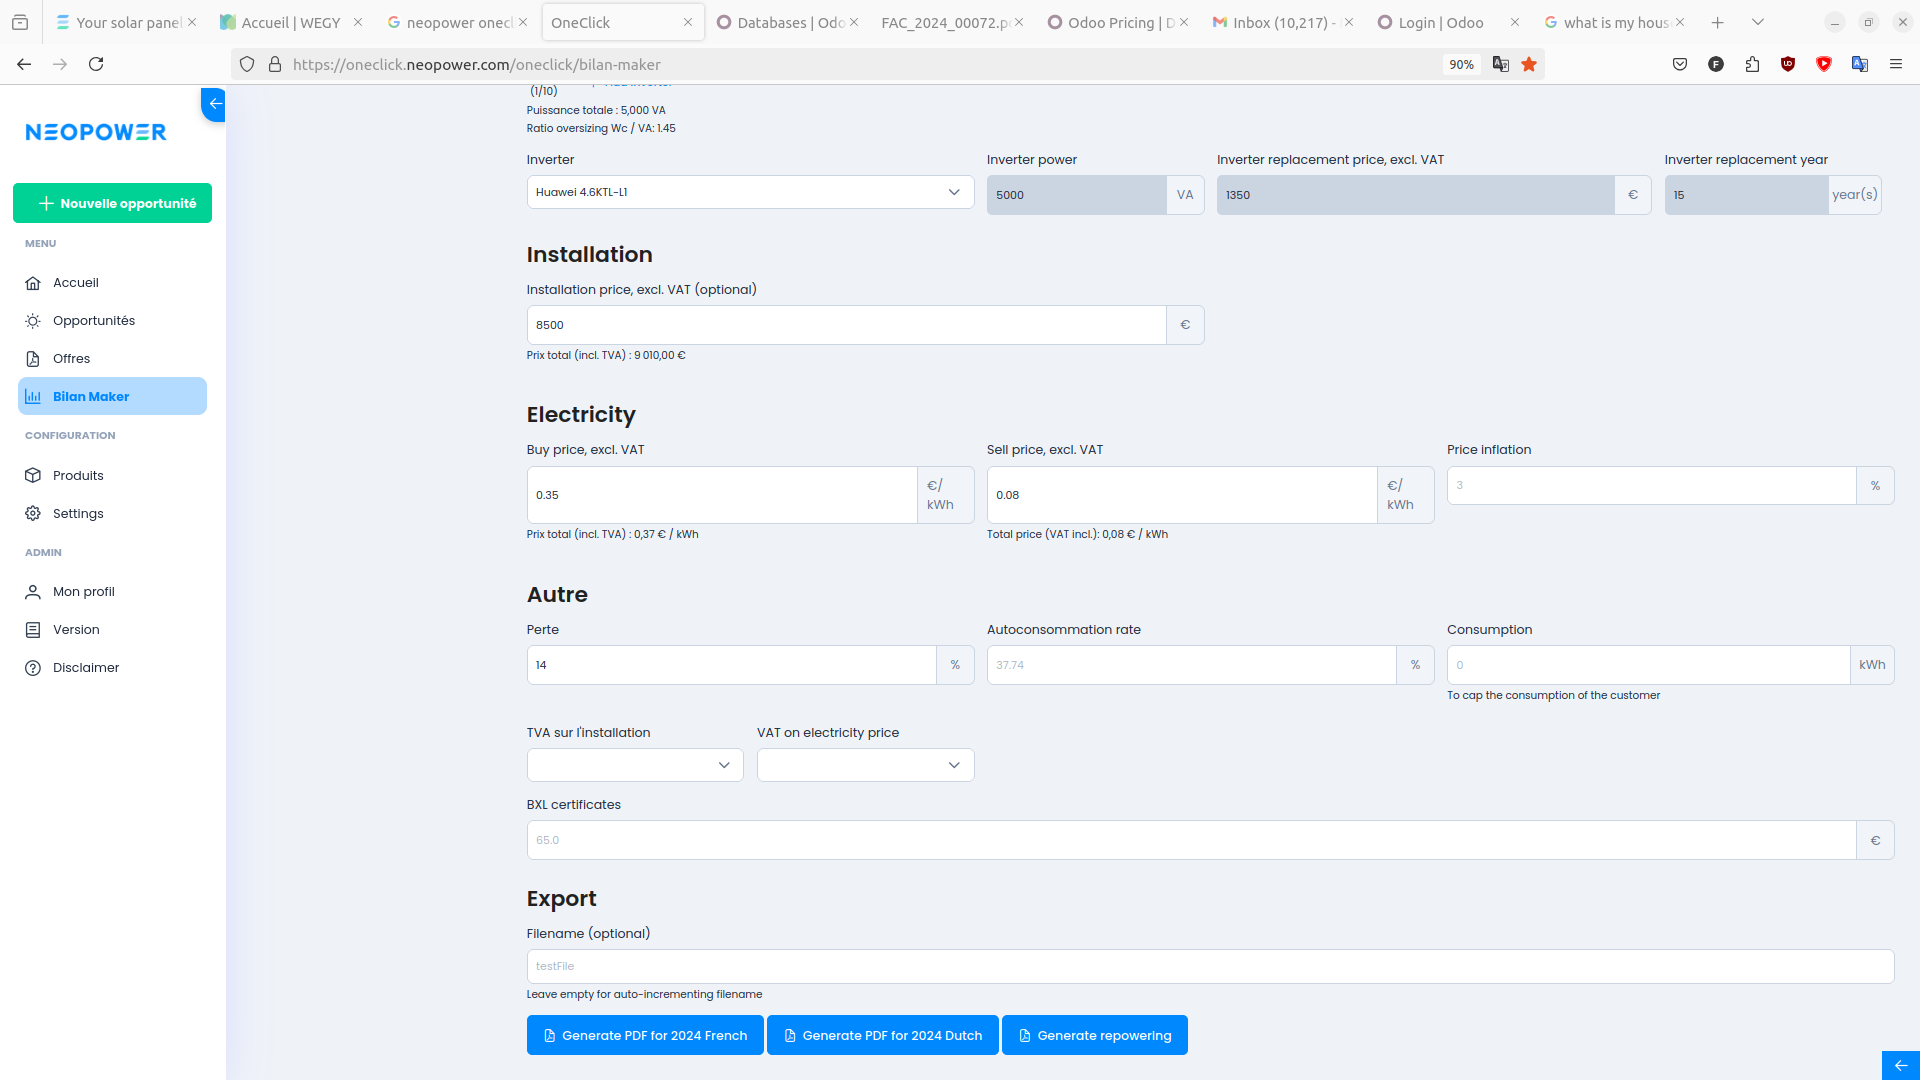 Your solar panel
Accueil | WEGY
neopower onecl
OneClick
Databases | Odo
FAC_2024_00072.p
Odoo Pricing | D
Inbox (10,217) -
Login | Odoo
what is my hous
https://oneclick.neopower.com/oneclick/bilan-maker
90%
NEOPOWER
Nouvelle opportunité
MENU
Accueil
Opportunités
Offres
Bilan Maker
CONFIGURATION
Produits
Settings
ADMIN
Mon profil
Version
Disclaimer
(1/10)
Puissance totale : 5,000 VA
Ratio oversizing Wc / VA: 1.45
Inverter
Inverter power
Inverter replacement price, excl. VAT
Inverter replacement year
Huawei 4.6KTL-L1
5000 VA
1350 €
15 year(s)
Installation
Installation price, excl. VAT (optional)
8500 €
Prix total (incl. TVA) : 9 010,00 €
Electricity
Buy price, excl. VAT
Sell price, excl. VAT
Price inflation
0.35 €/ kWh
0.08 €/ kWh
3 %
Prix total (incl. TVA) : 0,37 € / kWh
Total price (VAT incl.): 0,08 € / kWh
Autre
Perte
Autoconsommation rate
Consumption
14 %
37.74 %
0 kWh
To cap the consumption of the customer
TVA sur l'installation
VAT on electricity price
BXL certificates
65.0 €
Export
Filename (optional)
testFile
Leave empty for auto-incrementing filename
Generate PDF for 2024 French
Generate PDF for 2024 Dutch
Generate repowering